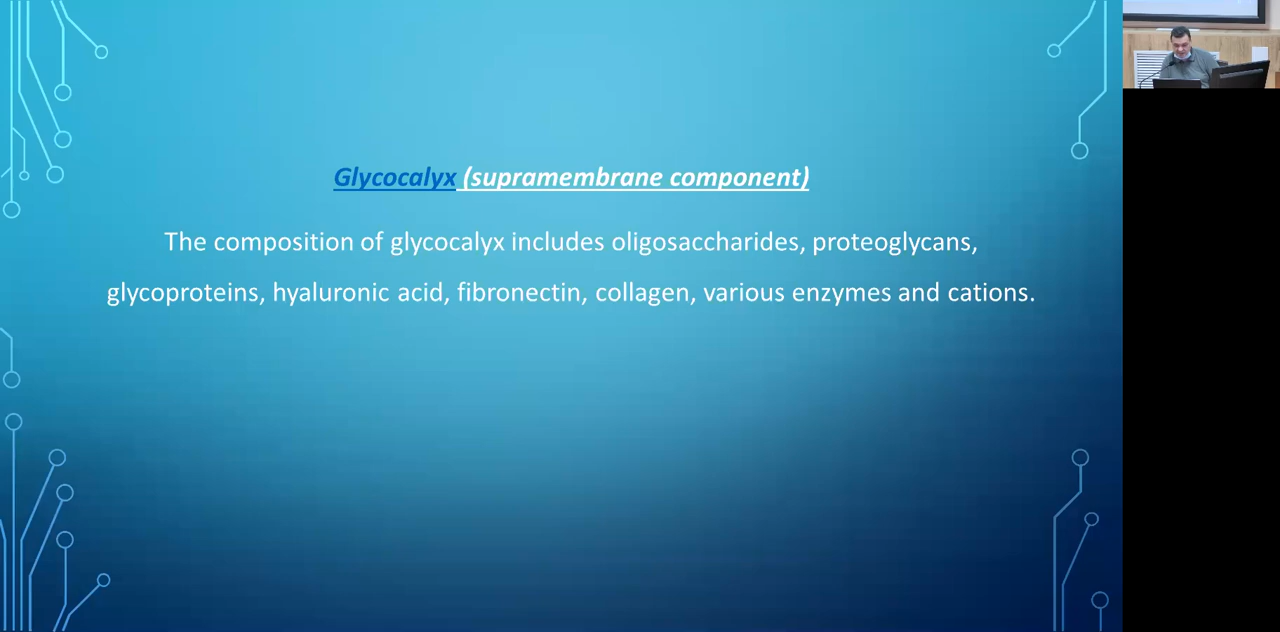 Glycocalyx (supramembrane component)
The composition of glycocalyx includes oligosaccharides, proteoglycans,
glycoproteins, hyaluronic acid, fibronectin, collagen, various enzymes and cations.